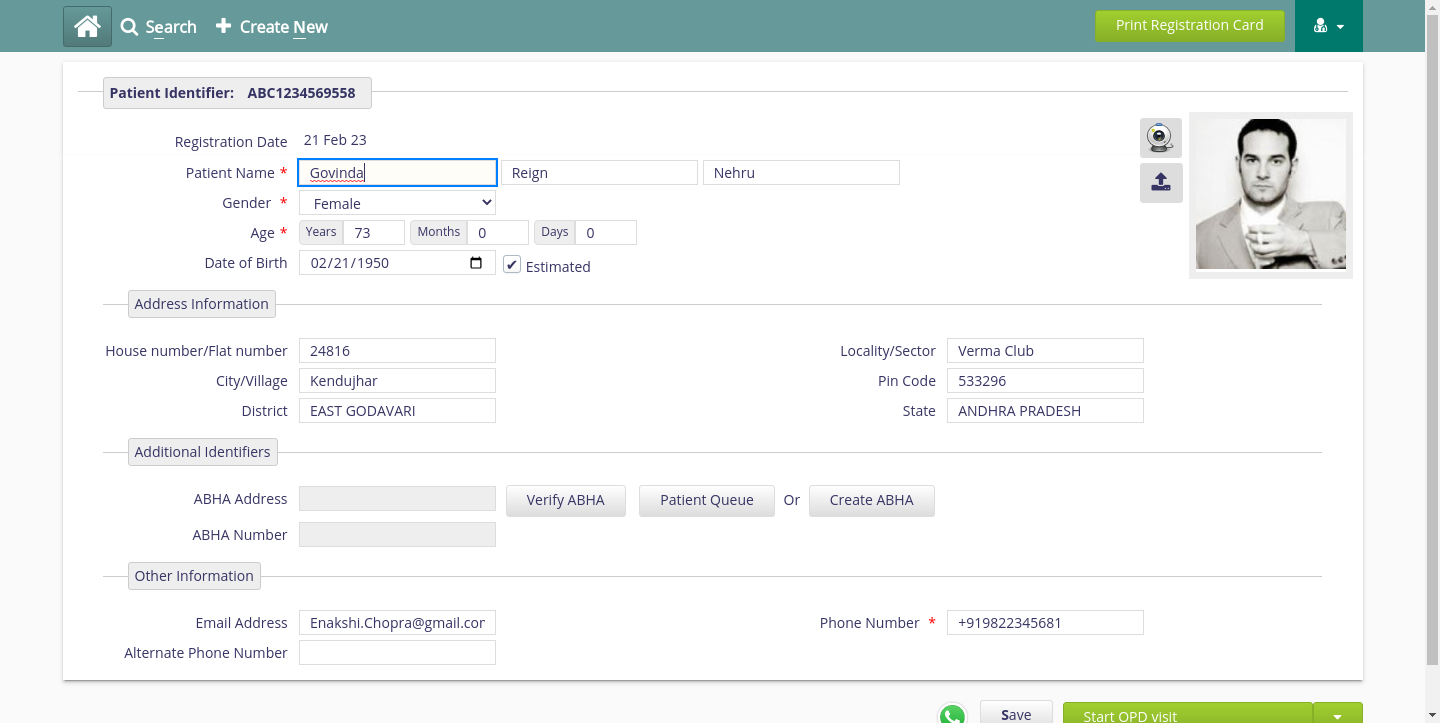 Search Create New Print Registration Card
Patient Identifier: ABC1234569558
Registration Date 21 Feb 23
Patient Name * Govinda Reign Nehru
Gender * Female
Age * Years 73 Months 0 Days 0
Date of Birth 02/21/1950 Estimated
Address Information
House number/Flat number 24816 Locality/Sector Verma Club
City/Village Kendujhar Pin Code 533296
District EAST GODAVARI State ANDHRA PRADESH
Additional Identifiers
ABHA Address Verify ABHA Patient Queue Or Create ABHA
ABHA Number
Other Information
Email Address Enakshi.Chopra@gmail.com Phone Number * +919822345681
Alternate Phone Number
Save Start OPD visit